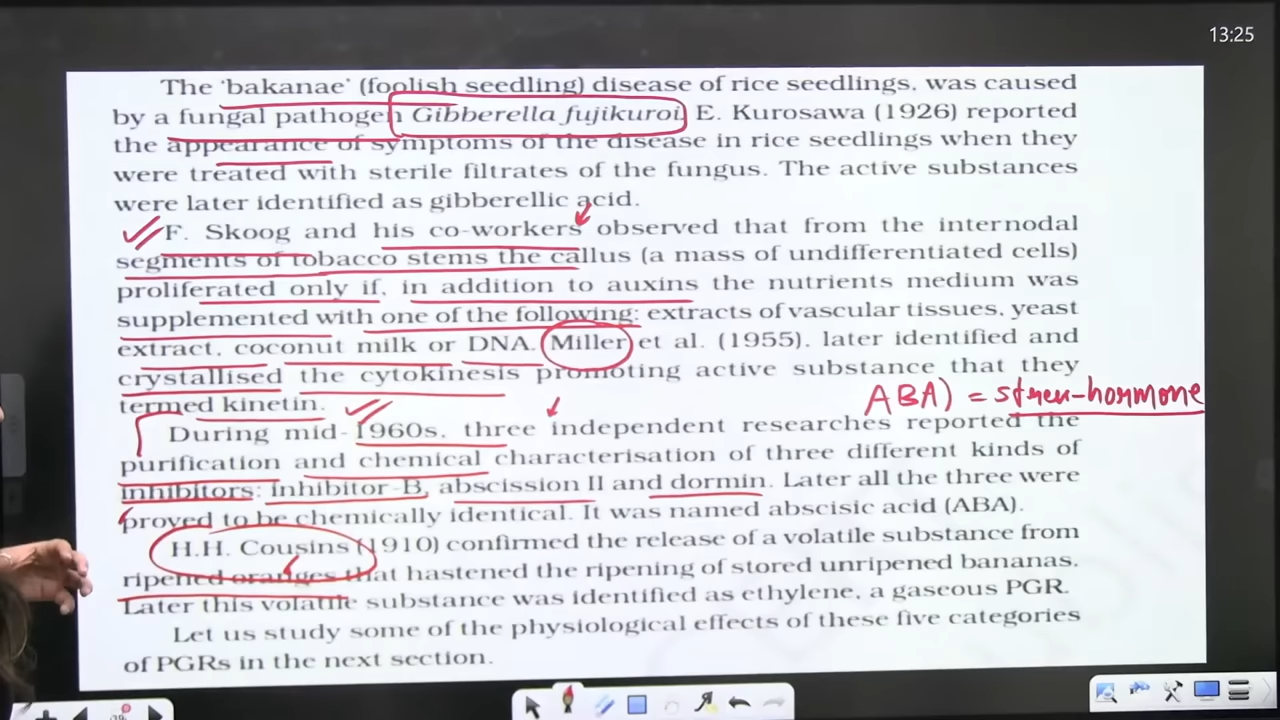 13:25
The 'bakanae' (foolish seedling) disease of rice seedlings, was caused
by a fungal pathogen Gibberella fujikuroi. E. Kurosawa (1926) reported
the appearance of symptoms of the disease in rice seedlings when they
were treated with sterile filtrates of the fungus. The active substances
were later identified as gibberellic acid.
F. Skoog and his co-workers observed that from the internodal
segments of tobacco stems the callus (a mass of undifferentiated cells)
proliferated only if, in addition to auxins the nutrients medium was
supplemented with one of the following: extracts of vascular tissues, yeast
extract, coconut milk or DNA. Miller et al. (1955), later identified and
crystallised the cytokinesis promoting active substance that they
termed kinetin.
ABA) = stress-hormone
During mid-1960s, three independent researches reported the
purification and chemical characterisation of three different kinds of
inhibitors: inhibitor-B, abscission II and dormin. Later all the three were
proved to be chemically identical. It was named abscisic acid (ABA).
H.H. Cousins (1910) confirmed the release of a volatile substance from
ripened oranges that hastened the ripening of stored unripened bananas.
Later this volatile substance was identified as ethylene, a gaseous PGR.
Let us study some of the physiological effects of these five categories
of PGRs in the next section.